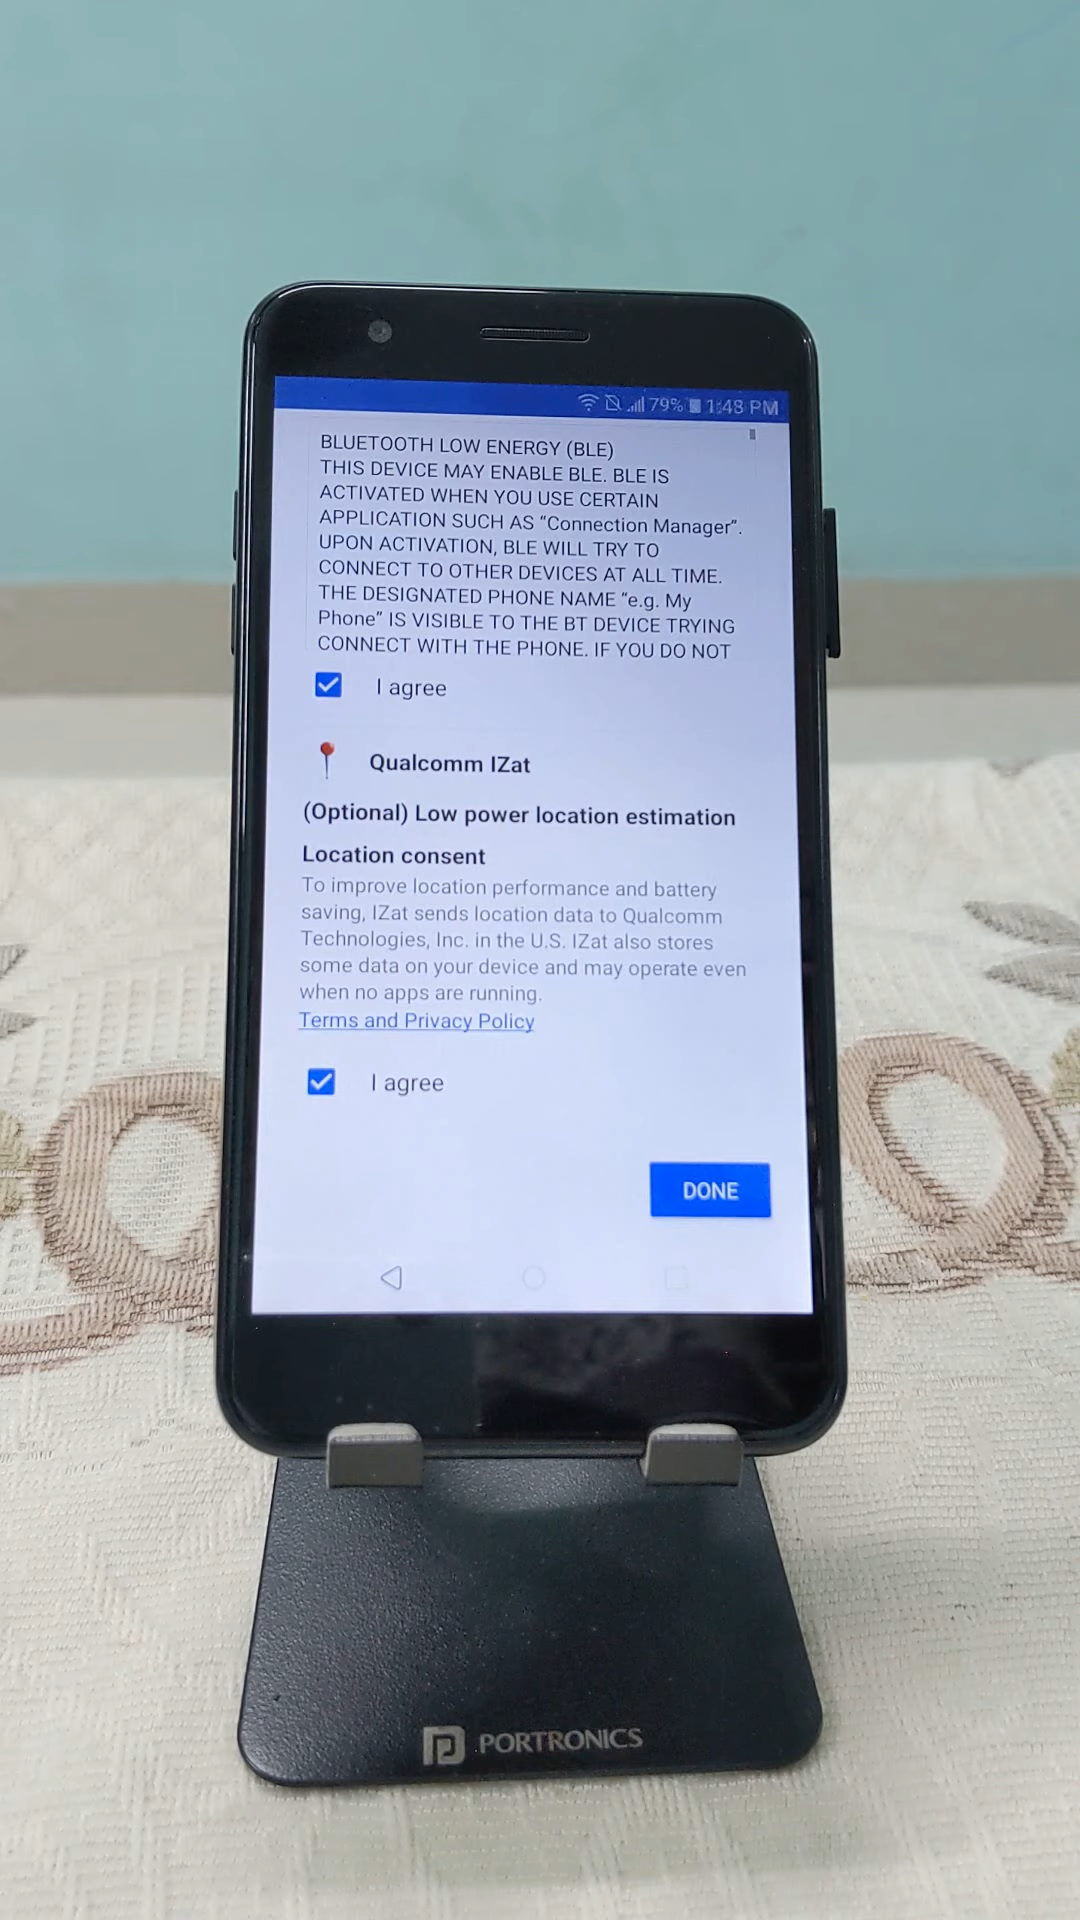 79% 1:48 PM
BLUETOOTH LOW ENERGY (BLE)
THIS DEVICE MAY ENABLE BLE. BLE IS
ACTIVATED WHEN YOU USE CERTAIN
APPLICATION SUCH AS “Connection Manager”.
UPON ACTIVATION, BLE WILL TRY TO
CONNECT TO OTHER DEVICES AT ALL TIME.
THE DESIGNATED PHONE NAME “e.g. My
Phone” IS VISIBLE TO THE BT DEVICE TRYING
CONNECT WITH THE PHONE. IF YOU DO NOT
I agree
Qualcomm IZat
(Optional) Low power location estimation
Location consent
To improve location performance and battery
saving, IZat sends location data to Qualcomm
Technologies, Inc. in the U.S. IZat also stores
some data on your device and may operate even
when no apps are running.
Terms and Privacy Policy
I agree
DONE
PORTRONICS